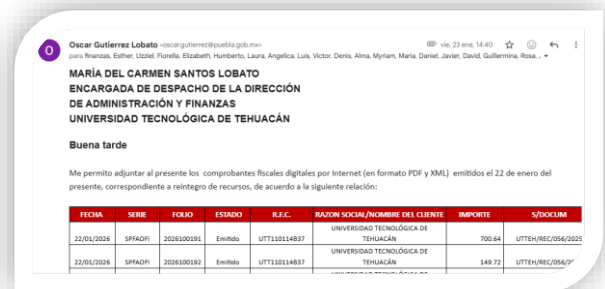 O
Oscar Gutierrez Lobato <oscar.gutierrez@puebla.gob.mx>
vie, 23 ene, 14:40
para finanzas, Esther, Uzziel, Fiorella, Elizabeth, Humberto, Laura, Angelica, Luis, Victor, Denis, Alma, Myriam, Maria, Daniel, Javier, David, Guillermina, Rosa,
MARÍA DEL CARMEN SANTOS LOBATO
ENCARGADA DE DESPACHO DE LA DIRECCIÓN
DE ADMINISTRACIÓN Y FINANZAS
UNIVERSIDAD TECNOLÓGICA DE TEHUACÁN
Buena tarde
Me permito adjuntar al presente los comprobantes fiscales digitales por Internet (en formato PDF y XML) emitidos el 22 de enero del
presente, correspondiente a reintegro de recursos, de acuerdo a la siguiente relación:
FECHA SERIE FOLIO ESTADO R.F.C. RAZON SOCIAL/NOMBRE DEL CLIENTE IMPORTE S/DOCUM
UNIVERSIDAD TECNOLÓGICA DE
22/01/2026 SPFAOFI 2026100191 Emitido UTT110114B37 TEHUACÁN 700.64 UTTEH/REC/056/2025
UNIVERSIDAD TECNOLÓGICA DE
22/01/2026 SPFAOFI 2026100192 Emitido UTT110114B37 TEHUACÁN 149.72 UTTEH/REC/056/20